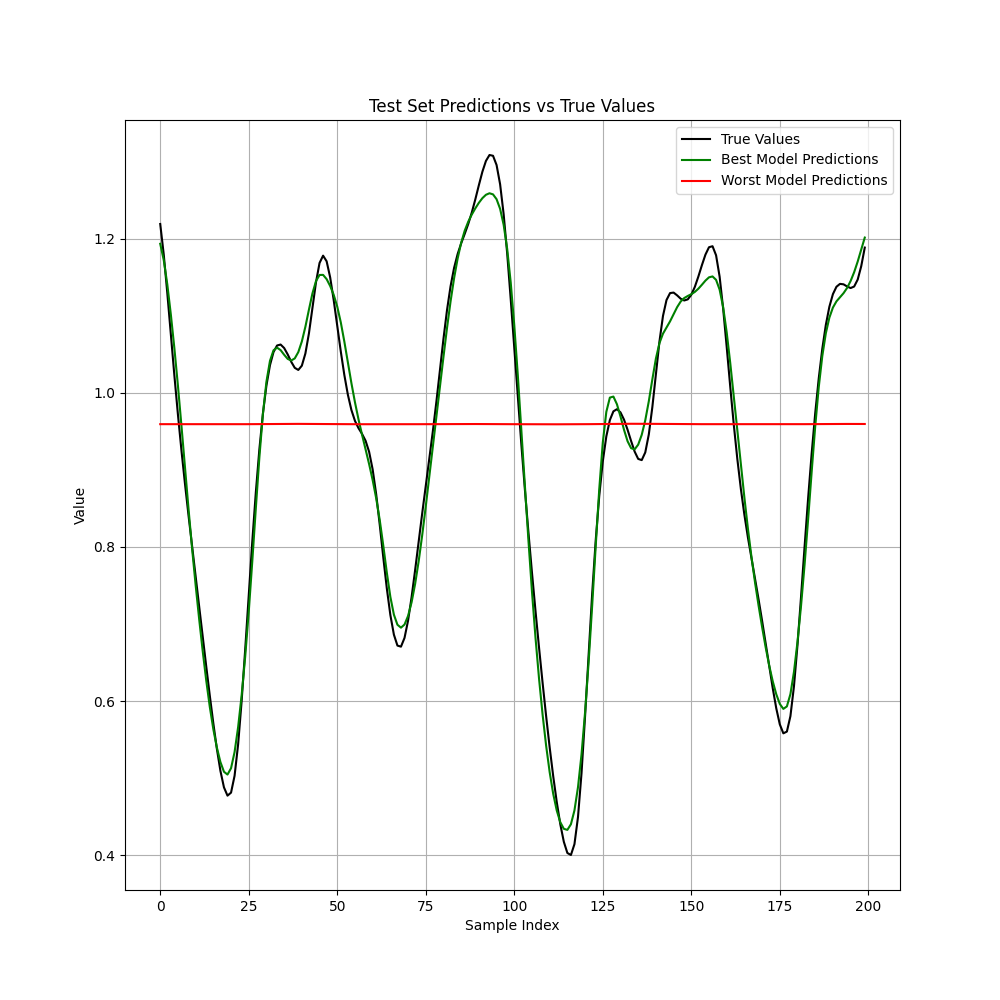 Test Set Predictions vs True Values
True Values
Best Model Predictions
Worst Model Predictions
1.2
1.0
0.8
0.6
0.4
Value
0 25 50 75 100 125 150 175 200
Sample Index